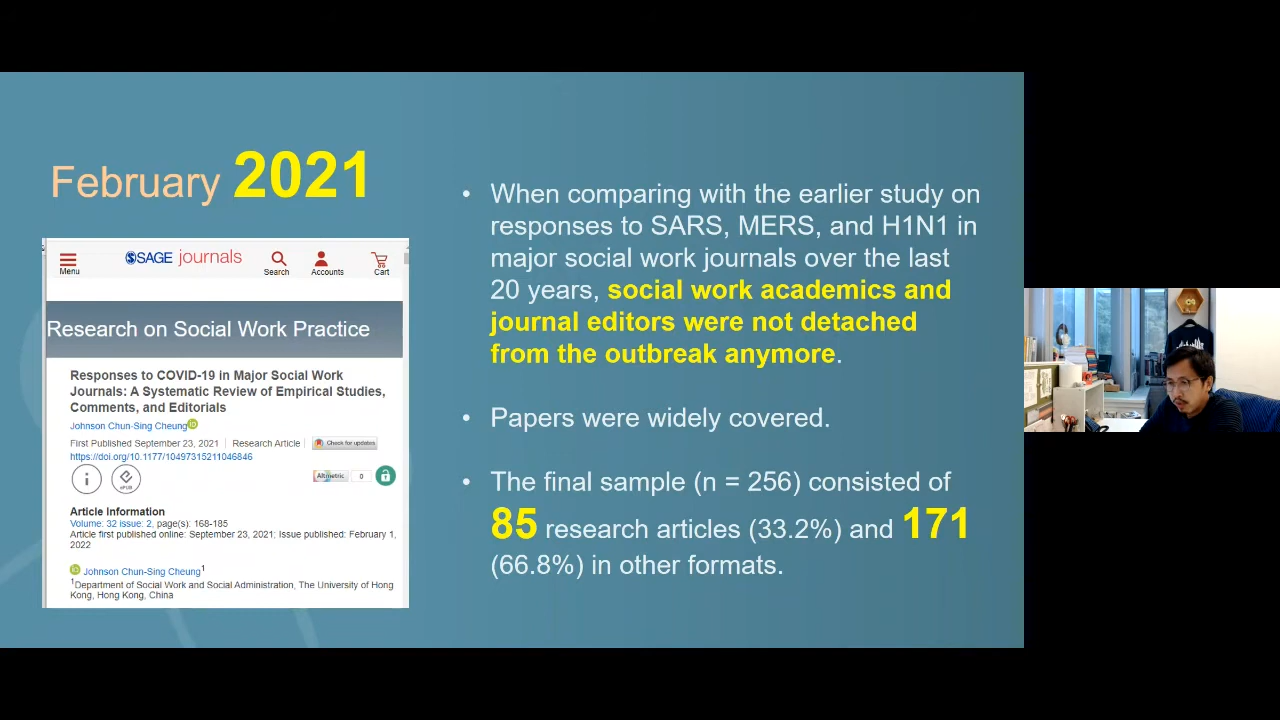 February 2021
Menu
SAGE journals
Search
Accounts
Cart
Research on Social Work Practice
Responses to COVID-19 in Major Social Work
Journals: A Systematic Review of Empirical Studies,
Comments, and Editorials
Johnson Chun-Sing Cheung iD
First Published September 23, 2021 | Research Article | Check for updates
https://doi.org/10.1177/10497315211046846
i
ePUB
Altmetric 0
Article Information
Volume: 32 issue: 2, page(s): 168-185
Article first published online: September 23, 2021; Issue published: February 1,
2022
iD Johnson Chun-Sing Cheung1
1Department of Social Work and Social Administration, The University of Hong
Kong, Hong Kong, China
• When comparing with the earlier study on
responses to SARS, MERS, and H1N1 in
major social work journals over the last
20 years, social work academics and
journal editors were not detached
from the outbreak anymore.
• Papers were widely covered.
• The final sample (n = 256) consisted of
85 research articles (33.2%) and 171
(66.8%) in other formats.